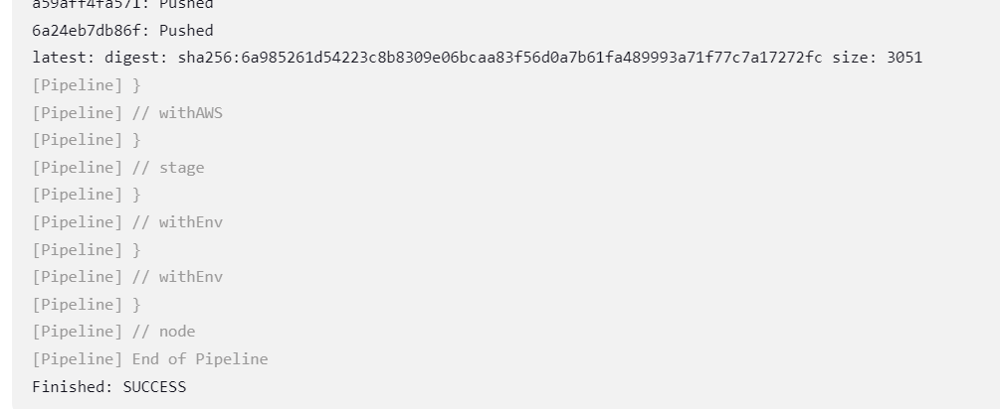 a59aff4fa571: Pushed
6a24eb7db86f: Pushed
latest: digest: sha256:6a985261d54223c8b8309e06bcaa83f56d0a7b61fa489993a71f77c7a17272fc size: 3051
[Pipeline] }
[Pipeline] // withAWS
[Pipeline] }
[Pipeline] // stage
[Pipeline] }
[Pipeline] // withEnv
[Pipeline] }
[Pipeline] // withEnv
[Pipeline] }
[Pipeline] // node
[Pipeline] End of Pipeline
Finished: SUCCESS